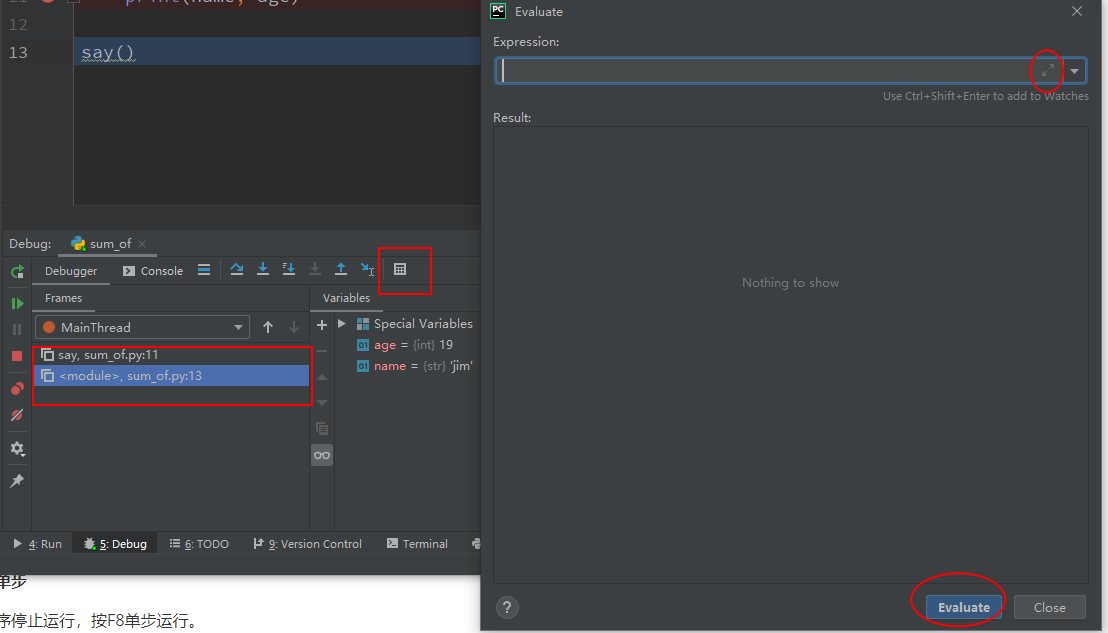 11 print(name, age)
12
13 say()
PC Evaluate
Expression:
Use Ctrl+Shift+Enter to add to Watches
Result:
Nothing to show
Debug: sum_of
Debugger Console
Frames
Variables
MainThread
Special Variables
say, sum_of.py:11
01 age = {int} 19
<module>, sum_of.py:13
01 name = {str} 'jim'
4: Run 5: Debug 6: TODO 9: Version Control Terminal
? Evaluate Close
单步
序停止运行，按F8单步运行。